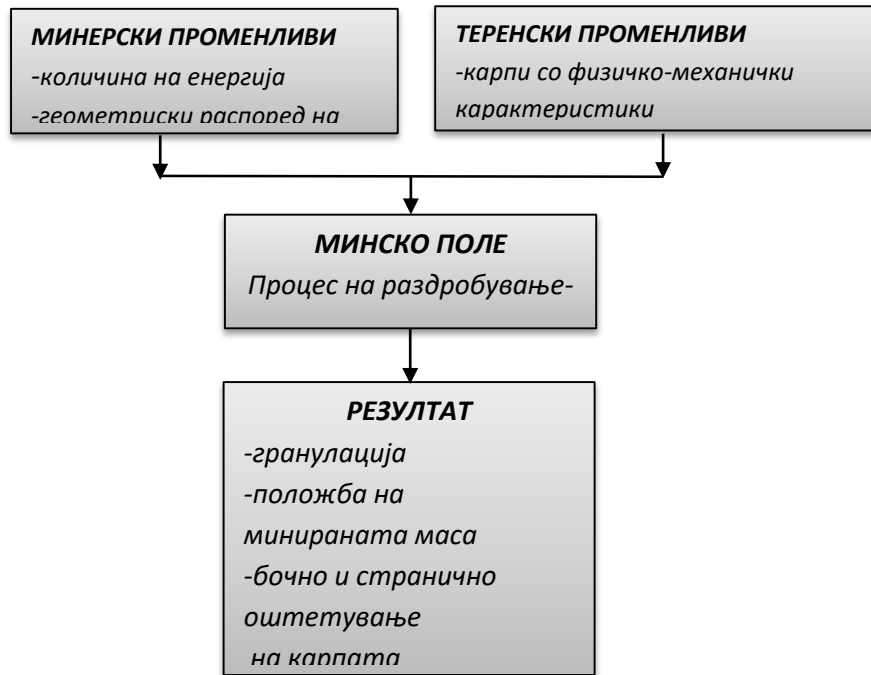 МИНЕРСКИ ПРОМЕНЛИВИ
-количина на енергија
-геометриски распоред на
ТЕРЕНСКИ ПРОМЕНЛИВИ
-карпи со физичко-механички
карактеристики
МИНСКО ПОЛЕ
Процес на раздробување-
РЕЗУЛТАТ
-гранулација
-положба на
минираната маса
-бочно и странично
оштетување
на карпата